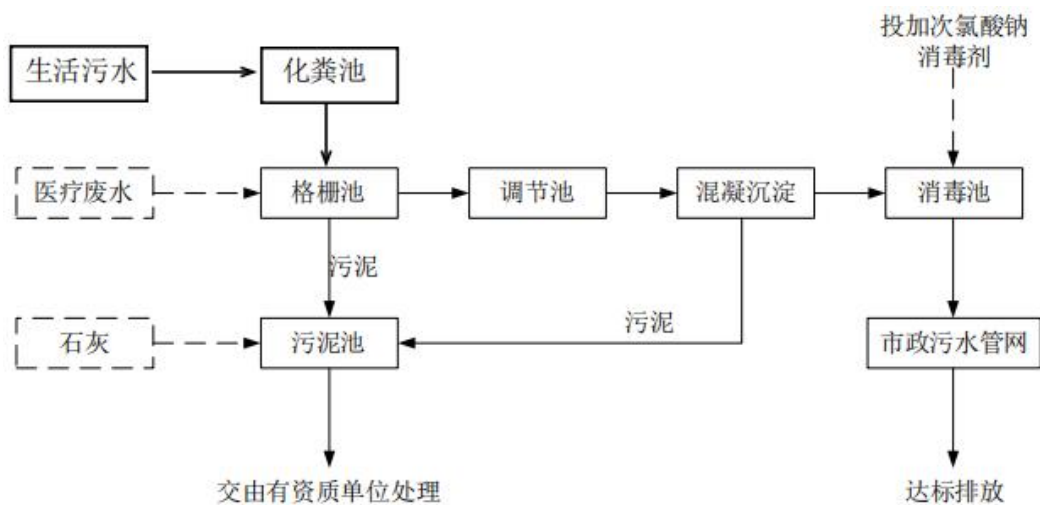 投加次氯酸钠
消毒剂
生活污水
化粪池
医疗废水
格栅池
调节池
混凝沉淀
消毒池
污泥
石灰
污泥池
污泥
市政污水管网
交由有资质单位处理
达标排放